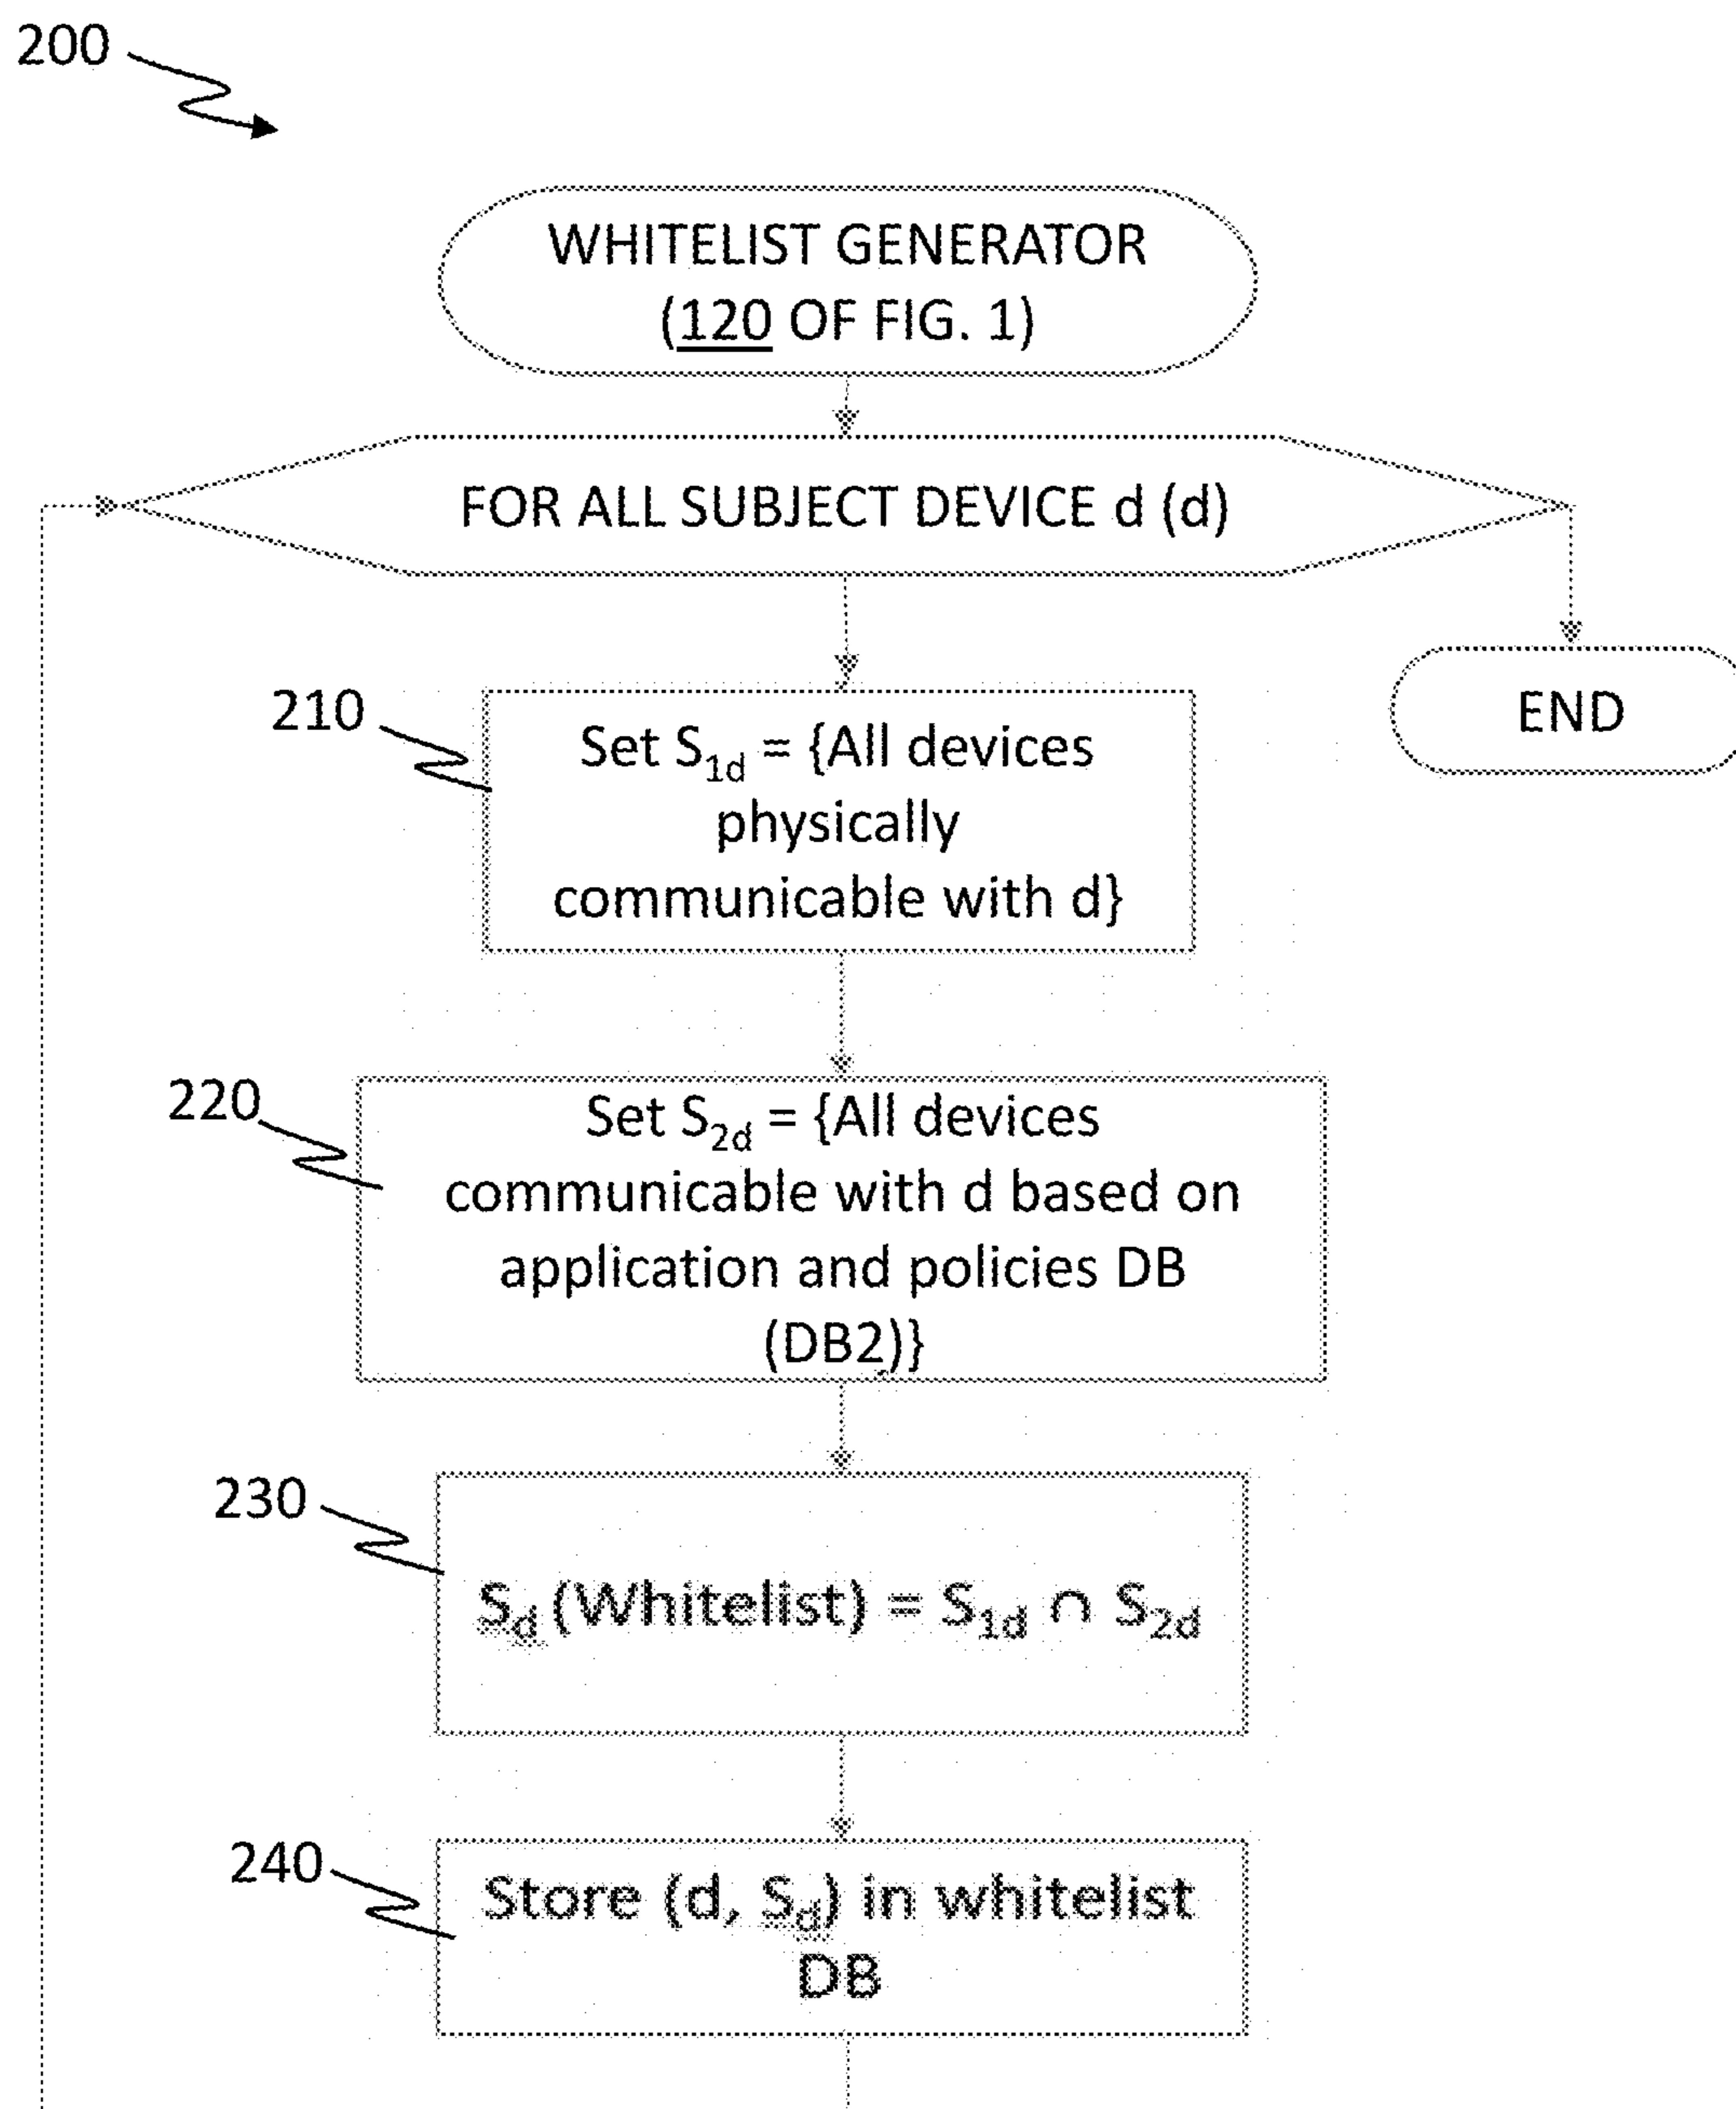 200
WHITELIST GENERATOR
(120 OF FIG. 1)
FOR ALL SUBJECT DEVICE d (d)
END
210
Set S1d = {All devices
physically
communicable with d}
220
Set S2d = {All devices
communicable with d based on
application and policies DB
(DB2)}
230
Sd (Whitelist) = S1d ∩ S2d
240
Store (d, Sd) in whitelist
DB